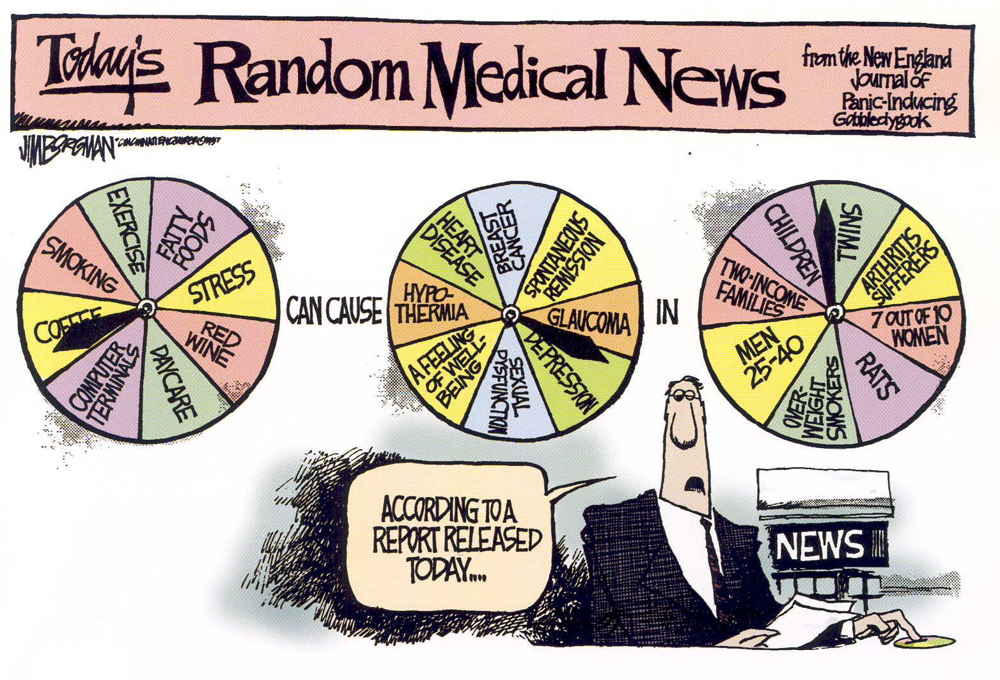 Today's Random Medical News
from the New England
Journal of
Panic-Inducing
Gobbledygook
JIM BORGMAN
CINCINNATI ENQUIRER ©1997
EXERCISE
FATTY
FOODS
STRESS
RED
WINE
DAYCARE
COMPUTER
TERMINALS
COFFEE
SMOKING
CAN CAUSE
HEART
DISEASE
BREAST
CANCER
SPONTANEOUS
REMISSION
GLAUCOMA
DEPRESSION
SEXUAL
DYSFUNCTION
A FEELING
OF WELL-
BEING
HYPO-
THERMIA
IN
CHILDREN
TWINS
ARTHRITIS
SUFFERERS
7 OUT OF 10
WOMEN
RATS
OVER-
WEIGHT
SMOKERS
MEN
25-40
TWO-INCOME
FAMILIES
ACCORDING TO A
REPORT RELEASED
TODAY....
NEWS